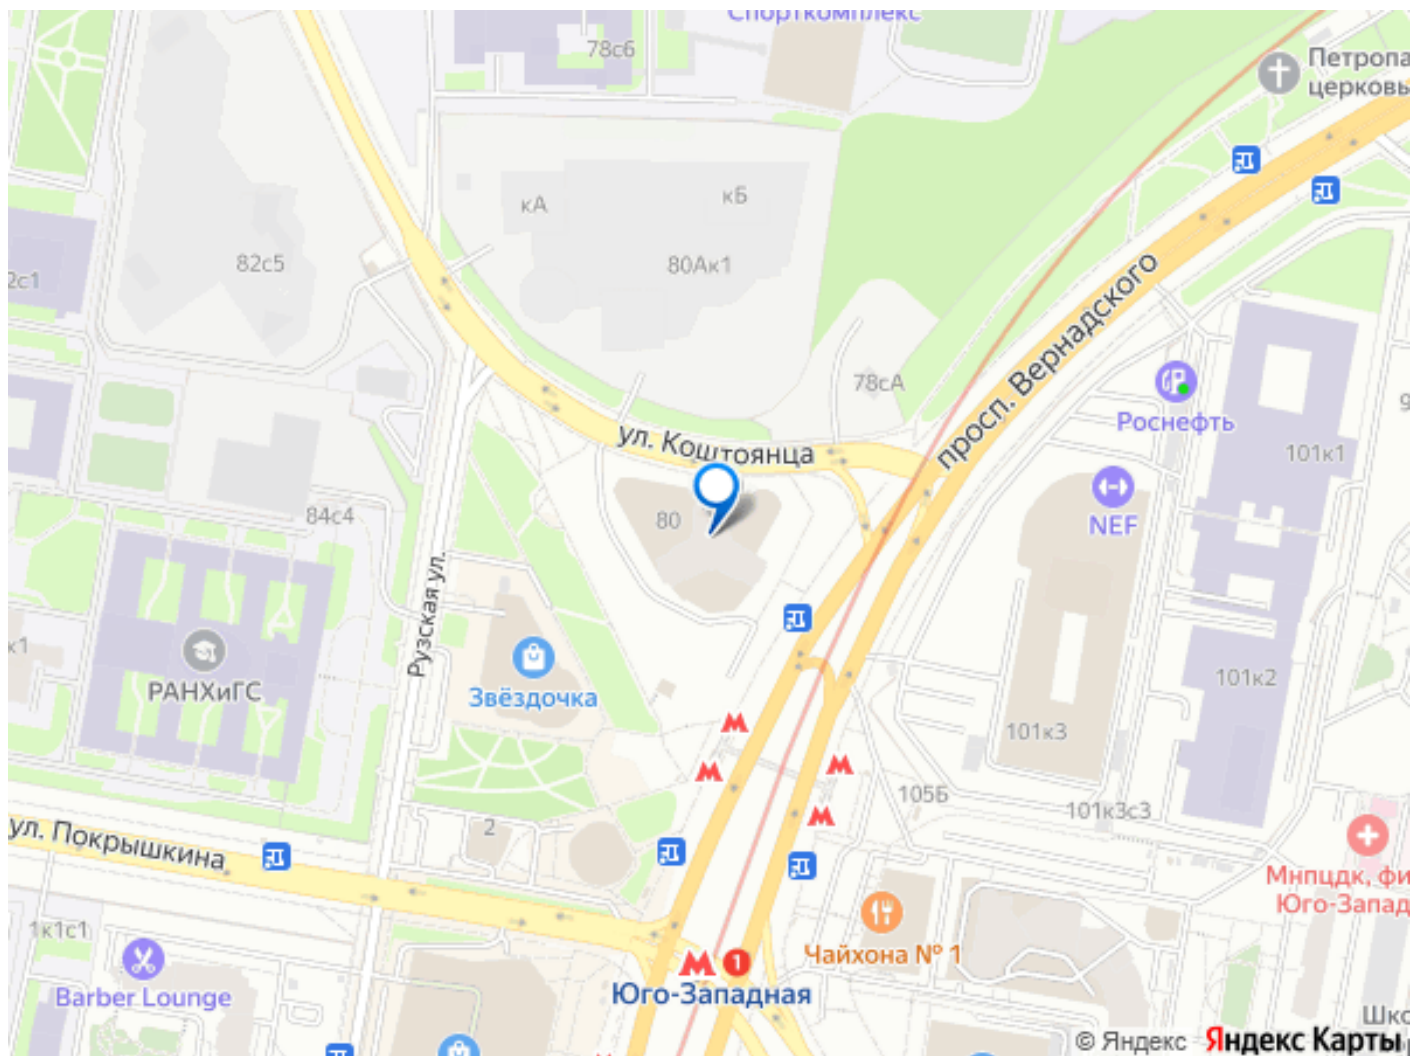 Спорткомплекс
78с6
Петропа
церковь
кА
кБ
82с5
80Ак1
2с1
просп. Вернадского
78сА
Роснефть
ул. Коштоянца
101к1
80
NEF
84с4
Рузская ул.
к1
РАНХиГС
Звёздочка
101к2
101к3
105Б
101к3с3
2
ул. Покрышкина
Мнпцдк, фи
Юго-Запад
1к1с1
Чайхона № 1
1
Barber Lounge
Юго-Западная
Шко
© Яндекс Яндекс Карты